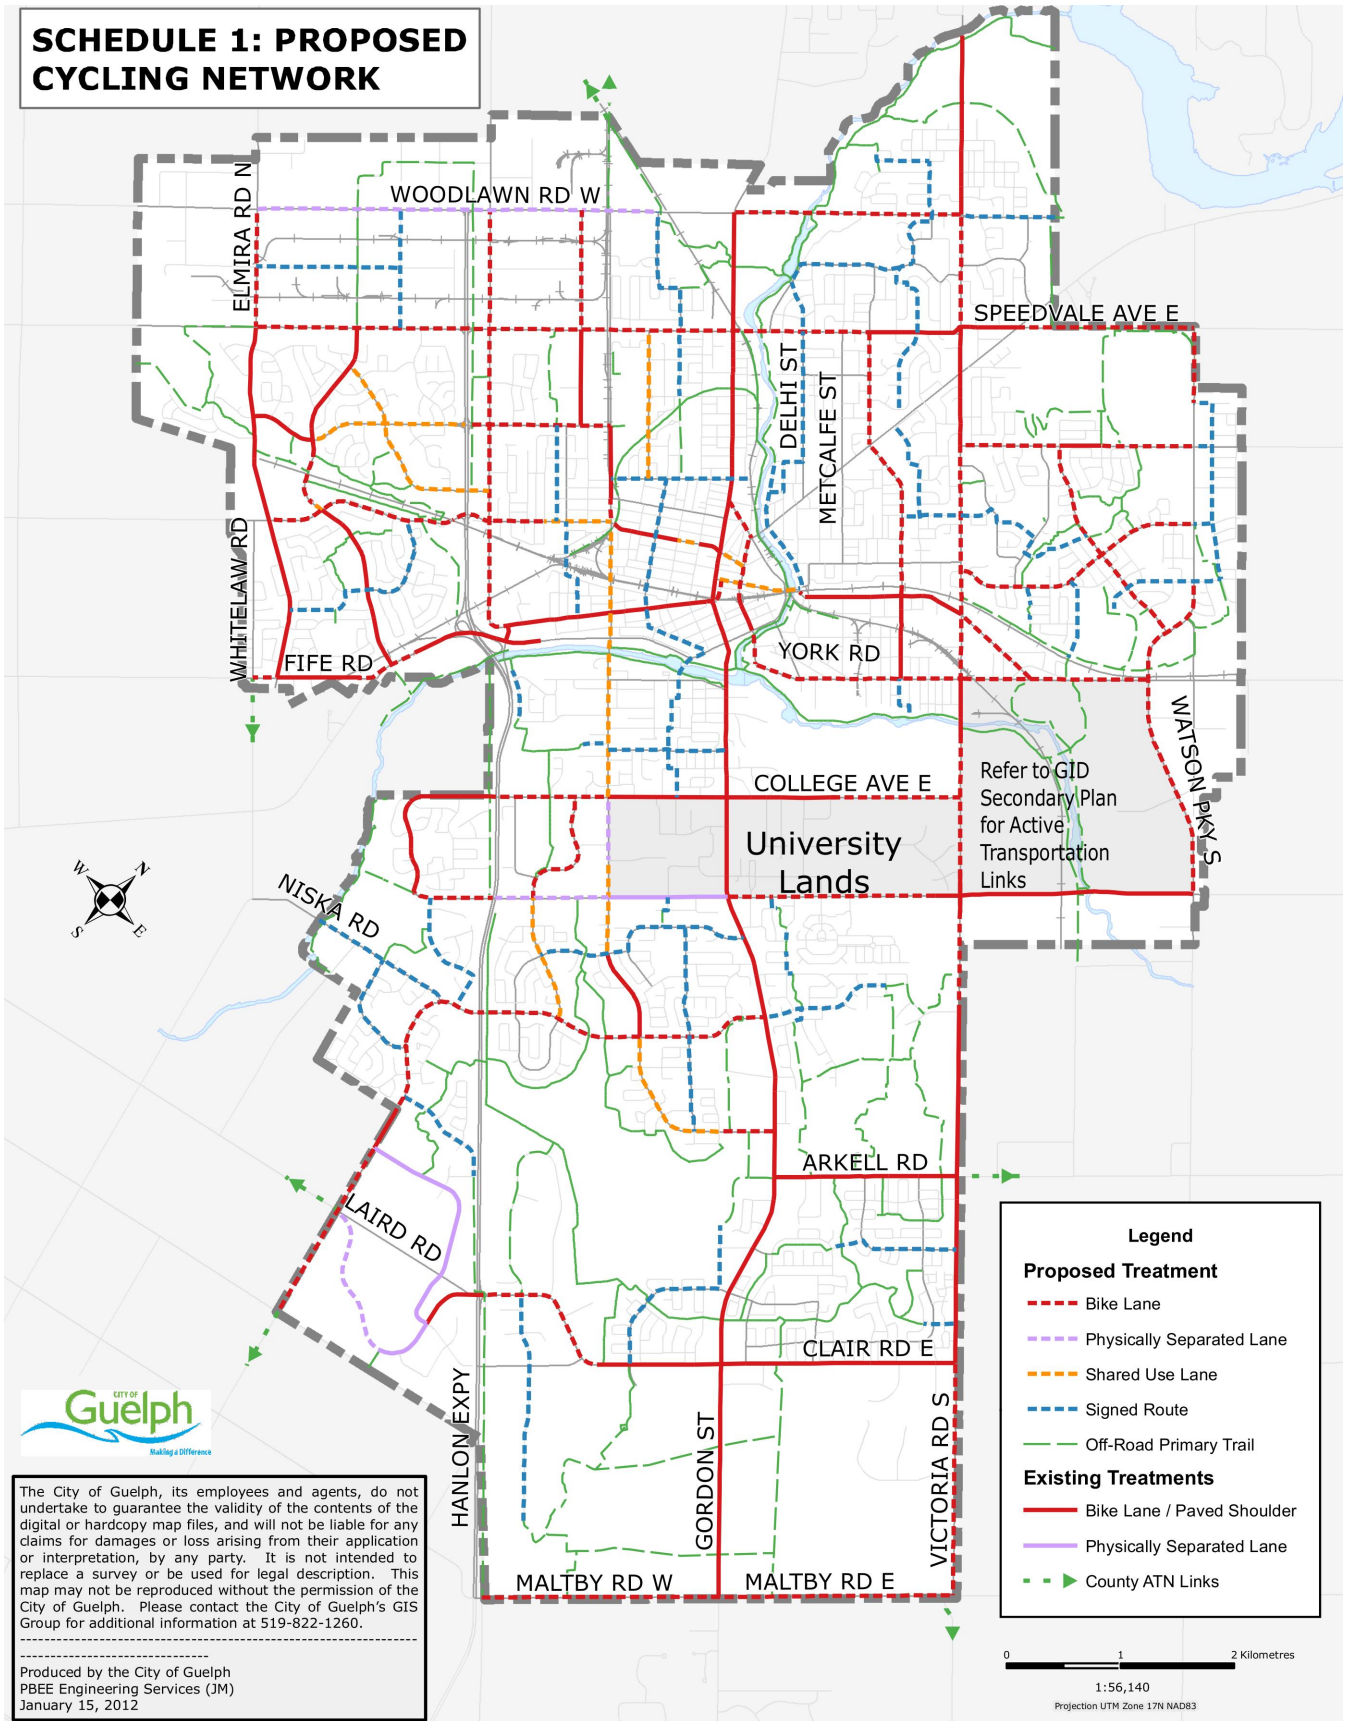 SCHEDULE 1: PROPOSED
CYCLING NETWORK
WOODLAWN RD W
ELMIRA RD N
SPEEDVALE AVE E
DELHI ST
METCALFE ST
WHITELAW RD
FIFE RD
YORK RD
WATSON PKY S
COLLEGE AVE E
Refer to GID
Secondary Plan
for Active
Transportation
Links
University
Lands
N
W
E
S
NISKA RD
ARKELL RD
LAIRD RD
CLAIR RD E
HANLON EXPY
GORDON ST
VICTORIA RD S
MALTBY RD W
MALTBY RD E
Legend
Proposed Treatment
Bike Lane
Physically Separated Lane
Shared Use Lane
Signed Route
Off-Road Primary Trail
Existing Treatments
Bike Lane / Paved Shoulder
Physically Separated Lane
County ATN Links
0 1 2 Kilometres
1:56,140
Projection UTM Zone 17N NAD83
CITY OF
Guelph
Making a Difference
The City of Guelph, its employees and agents, do not
undertake to guarantee the validity of the contents of the
digital or hardcopy map files, and will not be liable for any
claims for damages or loss arising from their application
or interpretation, by any party. It is not intended to
replace a survey or be used for legal description. This
map may not be reproduced without the permission of the
City of Guelph. Please contact the City of Guelph's GIS
Group for additional information at 519-822-1260.
---------------------------------------------------------------
------------------------------
Produced by the City of Guelph
PBEE Engineering Services (JM)
January 15, 2012